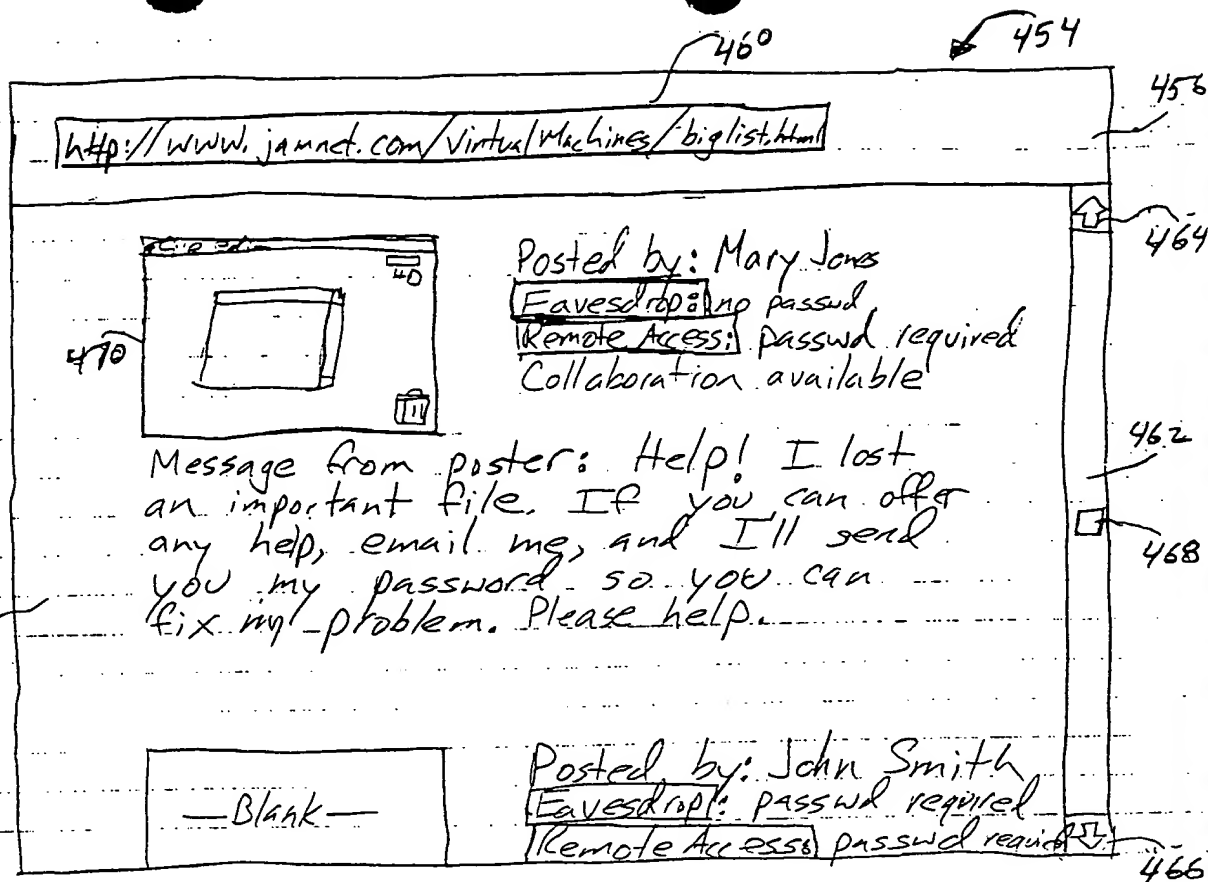 460
454
456
http://www.jamnet.com/VirtualMachines/biglist.html
464
Posted by: Mary Jones
Eavesdrop: no passwd
HD
Remote Access: passwd required
470
Collaboration available
462
Message from poster: Help! I lost
an important file. If you can offer
any help, email me, and I'll send
468
you my password so you can
fix my problem. Please help.
Posted by: John Smith
—Blank—
Eavesdrop: passwd required
Remote Access: passwd required
466